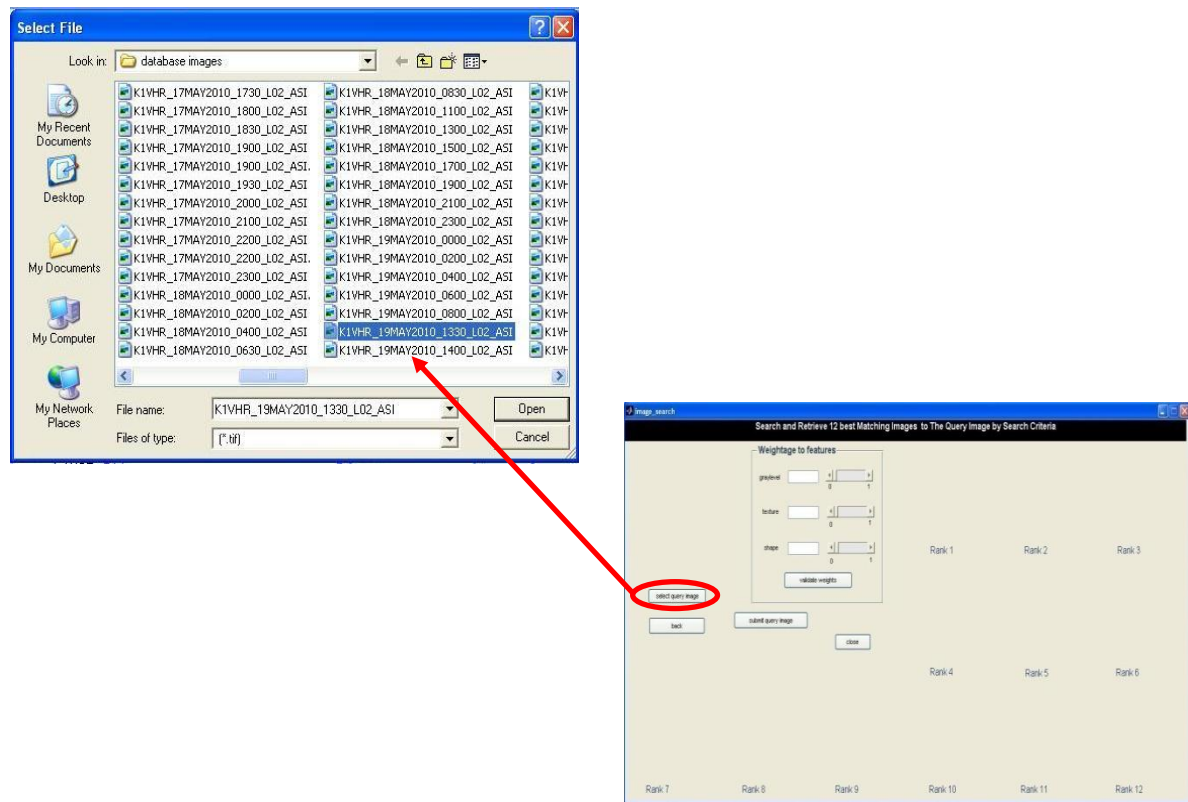 Select File
Look in: database images
My Recent Documents
Desktop
My Documents
My Computer
My Network Places
K1VHR_17MAY2010_1730_L02_ASI
K1VHR_17MAY2010_1800_L02_ASI
K1VHR_17MAY2010_1830_L02_ASI
K1VHR_17MAY2010_1900_L02_ASI
K1VHR_17MAY2010_1900_L02_ASI.
K1VHR_17MAY2010_1930_L02_ASI
K1VHR_17MAY2010_2000_L02_ASI
K1VHR_17MAY2010_2100_L02_ASI
K1VHR_17MAY2010_2200_L02_ASI
K1VHR_17MAY2010_2200_L02_ASI.
K1VHR_17MAY2010_2300_L02_ASI
K1VHR_18MAY2010_0000_L02_ASI.
K1VHR_18MAY2010_0200_L02_ASI
K1VHR_18MAY2010_0400_L02_ASI
K1VHR_18MAY2010_0630_L02_ASI
K1VHR_18MAY2010_0830_L02_ASI
K1VHR_18MAY2010_1100_L02_ASI
K1VHR_18MAY2010_1300_L02_ASI
K1VHR_18MAY2010_1500_L02_ASI
K1VHR_18MAY2010_1700_L02_ASI
K1VHR_18MAY2010_1900_L02_ASI
K1VHR_18MAY2010_2100_L02_ASI
K1VHR_18MAY2010_2300_L02_ASI
K1VHR_19MAY2010_0000_L02_ASI
K1VHR_19MAY2010_0200_L02_ASI
K1VHR_19MAY2010_0400_L02_ASI
K1VHR_19MAY2010_0600_L02_ASI
K1VHR_19MAY2010_0800_L02_ASI
K1VHR_19MAY2010_1330_L02_ASI
K1VHR_19MAY2010_1400_L02_ASI
File name: K1VHR_19MAY2010_1330_L02_ASI Open
Files of type: (*.tif) Cancel
image_search
Search and Retrieve 12 best Matching Images to The Query Image by Search Criteria
Weightage to features
graylevel
0 1
texture
0 1
shape
0 1
validate weights
select query image
back
submit query image
close
Rank 1 Rank 2 Rank 3
Rank 4 Rank 5 Rank 6
Rank 7 Rank 8 Rank 9 Rank 10 Rank 11 Rank 12